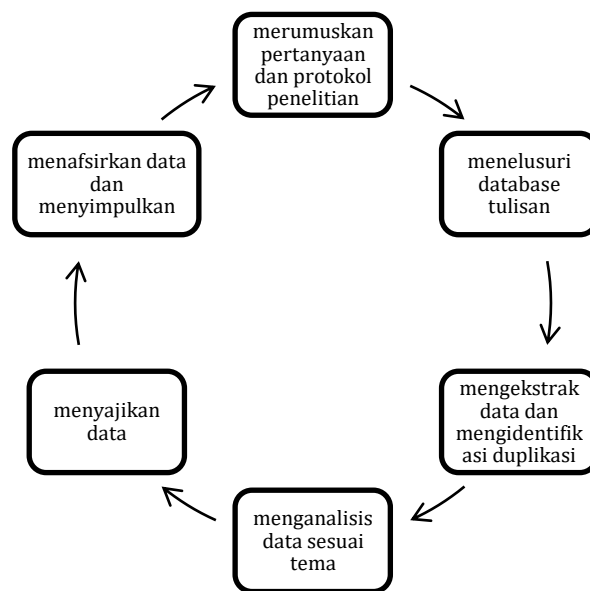 merumuskan
pertanyaan
dan protokol
penelitian
menelusuri
database
tulisan
mengekstrak
data dan
mengidentifik
asi duplikasi
menganalisis
data sesuai
tema
menyajikan
data
menafsirkan data
dan
menyimpulkan